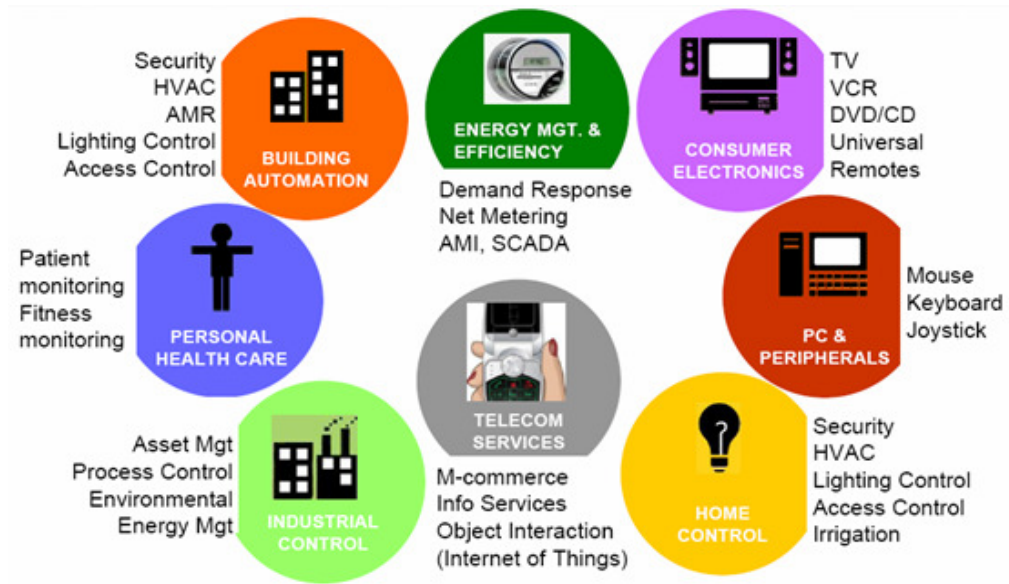 Security
HVAC
AMR
Lighting Control
Access Control
BUILDING
AUTOMATION
ENERGY MGT. &
EFFICIENCY
Demand Response
Net Metering
AMI, SCADA
CONSUMER
ELECTRONICS
TV
VCR
DVD/CD
Universal
Remotes
Patient
monitoring
Fitness
monitoring
PERSONAL
HEALTH CARE
TELECOM
SERVICES
M-commerce
Info Services
Object Interaction
(Internet of Things)
PC &
PERIPHERALS
Mouse
Keyboard
Joystick
Asset Mgt
Process Control
Environmental
Energy Mgt
INDUSTRIAL
CONTROL
HOME
CONTROL
Security
HVAC
Lighting Control
Access Control
Irrigation